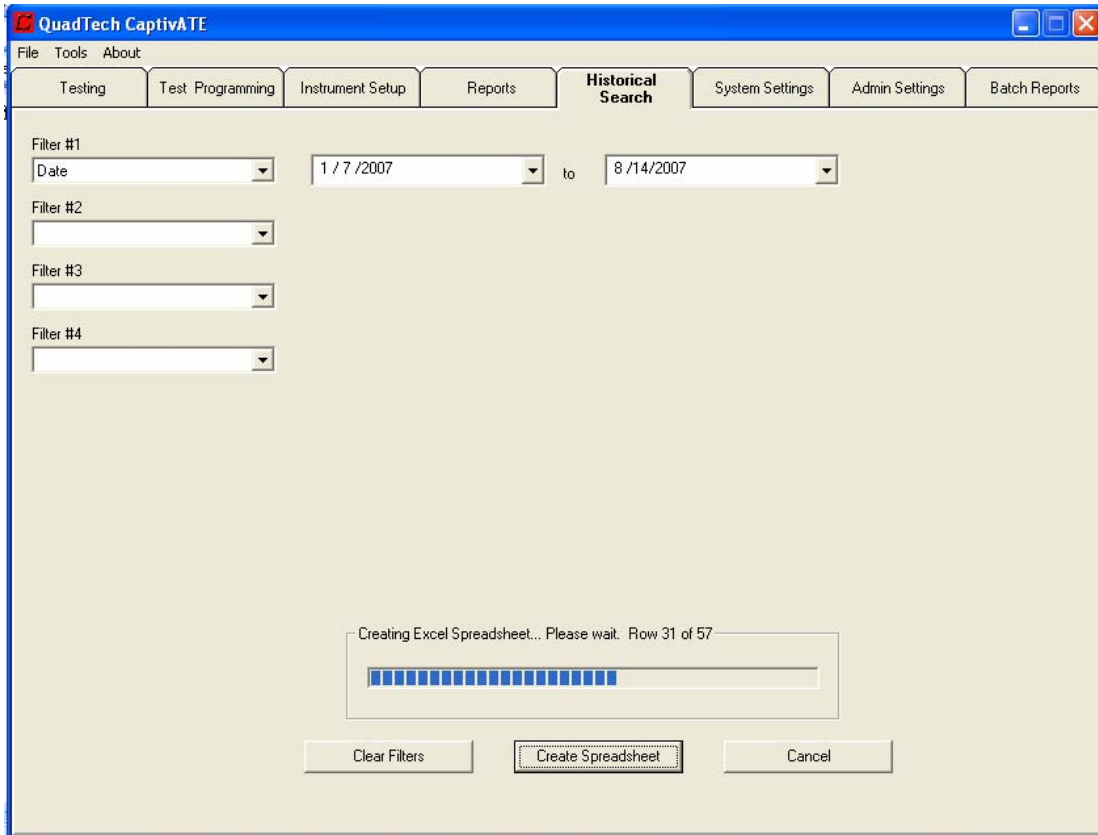 QuadTech CaptivATE
File Tools About
Testing Test Programming Instrument Setup Reports Historical Search System Settings Admin Settings Batch Reports
Filter #1
Date 1 / 7 /2007 to 8 /14/2007
Filter #2
Filter #3
Filter #4
Creating Excel Spreadsheet... Please wait. Row 31 of 57
Clear Filters Create Spreadsheet Cancel